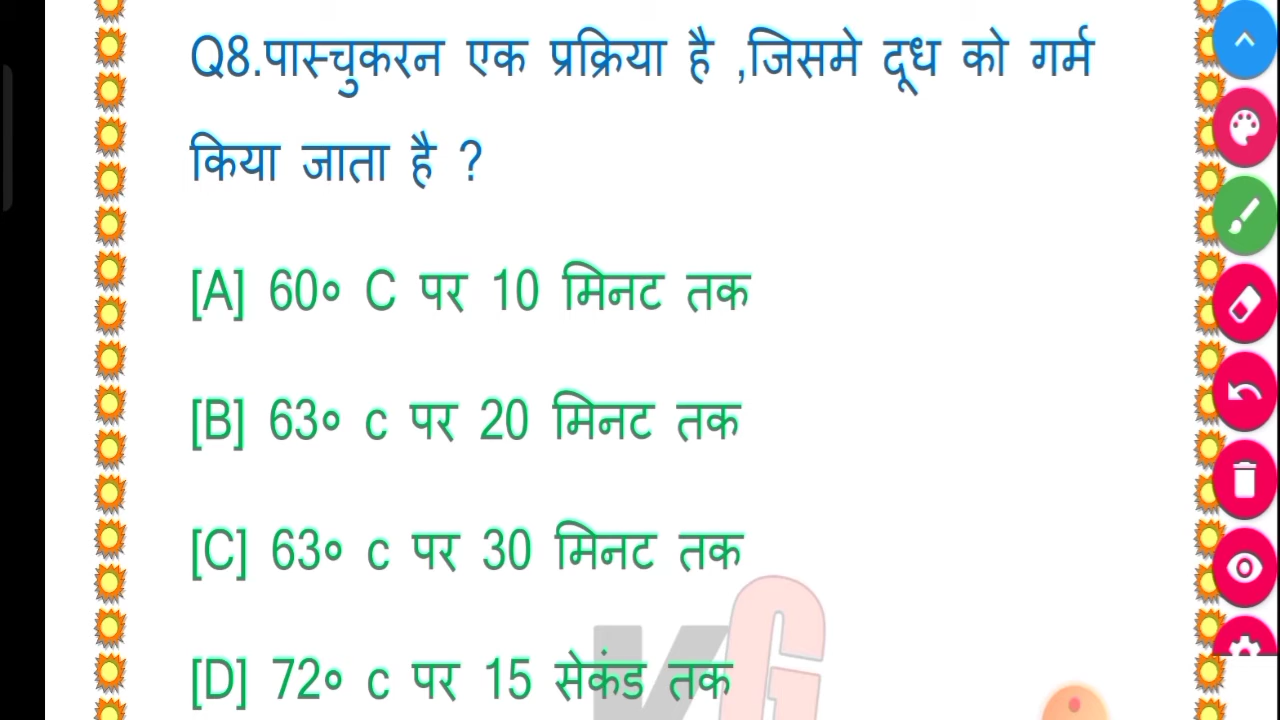 Q8.पास्चुकरन एक प्रक्रिया है ,जिसमे दूध को गर्म
किया जाता है ?
[A] 60० C पर 10 मिनट तक
[B] 63० c पर 20 मिनट तक
[C] 63० c पर 30 मिनट तक
[D] 72० c पर 15 सेकंड तक
KG